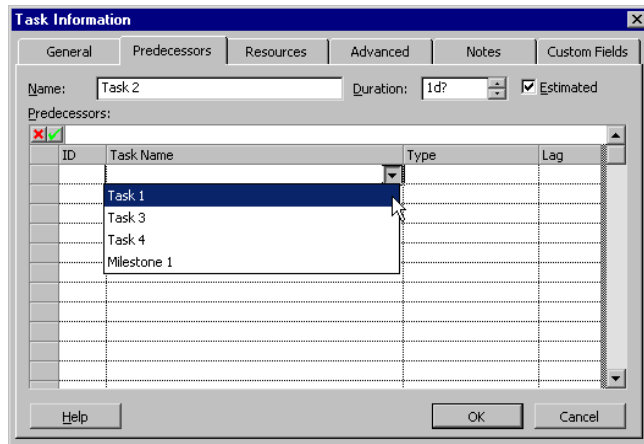 Task Information
General Predecessors Resources Advanced Notes Custom Fields
Name: Task 2 Duration: 1d? Estimated
Predecessors:
ID Task Name Type Lag
Task 1
Task 3
Task 4
Milestone 1
Help OK Cancel